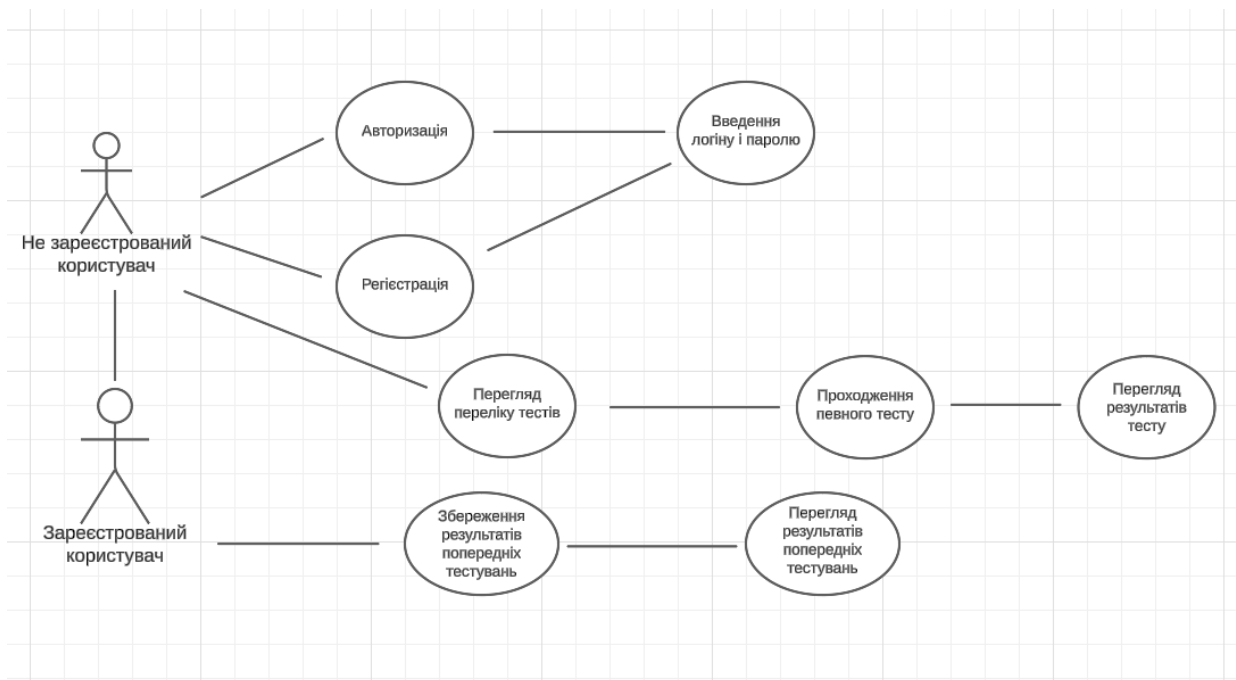 Авторизація
Введення
логіну і паролю
Не зареєстрований
користувач
Регієстрація
Перегляд
переліку тестів
Проходження
певного тесту
Перегляд
результатів
тесту
Зареєстрований
користувач
Збереження
результатів
попередніх
тестувань
Перегляд
результатів
попередніх
тестувань